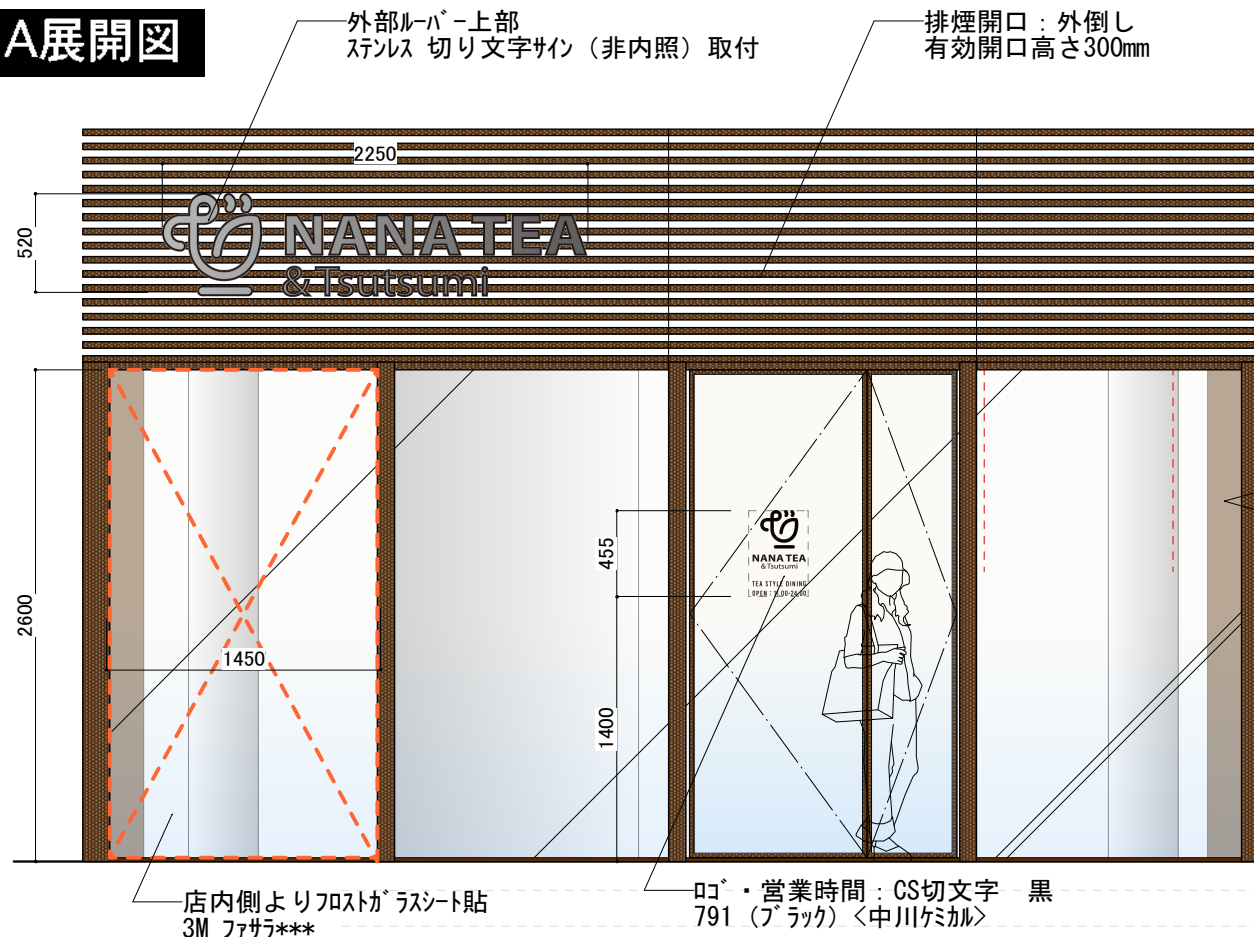 A展開図
外部ﾙｰﾊﾞｰ上部
ステンレス 切り文字ｻｲﾝ（非内照）取付
排煙開口：外倒し
有効開口高さ300mm
2250
520
NANA TEA
& Tsutsumi
2600
1450
455
1400
NANA TEA
& Tsutsumi
TEA STYLE DINING
OPEN : 11.00-24.00
店内側よりﾌﾛｽﾄｶﾞﾗｽｼｰﾄ貼
3M ﾌｧｻﾗ***
ﾛｺﾞ・営業時間：CS切文字　黒
791（ﾌﾞﾗｯｸ）<中川ｹﾐｶﾙ>